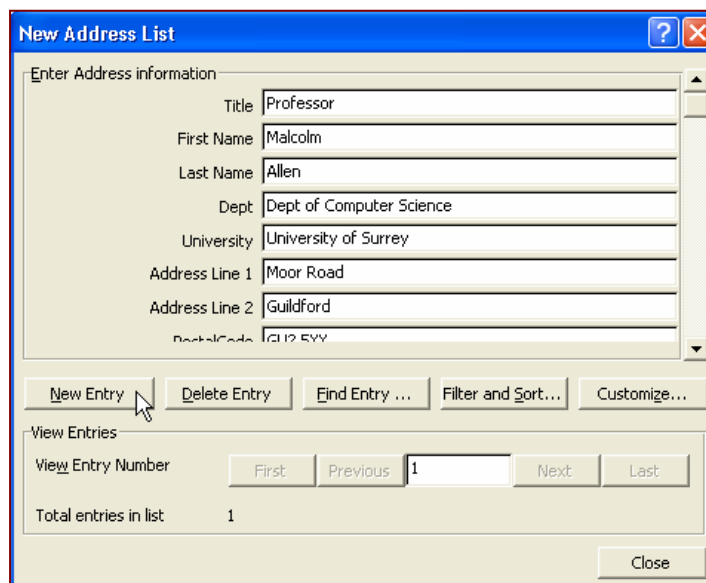 New Address List
Enter Address information
Title Professor
First Name Malcolm
Last Name Allen
Dept Dept of Computer Science
University University of Surrey
Address Line 1 Moor Road
Address Line 2 Guildford
PostalCode GU2 5YY
New Entry Delete Entry Find Entry ... Filter and Sort... Customize...
View Entries
View Entry Number First Previous 1 Next Last
Total entries in list 1
Close